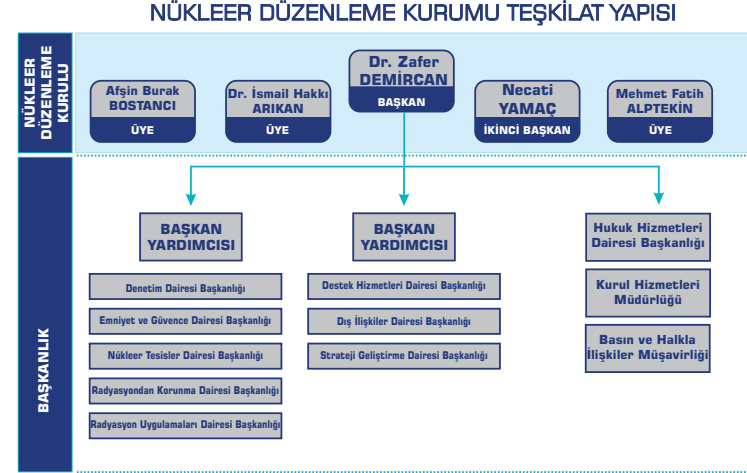 NÜKLEER DÜZENLEME KURUMU TEŞKİLAT YAPISI
NÜKLEER
DÜZENLEME
KURULU
Afşin Burak
BOSTANCI
ÜYE
Dr. İsmail Hakkı
ARIKAN
ÜYE
Dr. Zafer
DEMİRCAN
BAŞKAN
Necati
YAMAÇ
İKİNCİ BAŞKAN
Mehmet Fatih
ALPTEKİN
ÜYE
BAŞKANLIK
BAŞKAN
YARDIMCISI
Denetim Dairesi Başkanlığı
Emniyet ve Güvence Dairesi Başkanlığı
Nükleer Tesisler Dairesi Başkanlığı
Radyasyondan Korunma Dairesi Başkanlığı
Radyasyon Uygulamaları Dairesi Başkanlığı
BAŞKAN
YARDIMCISI
Destek Hizmetleri Dairesi Başkanlığı
Dış İlişkiler Dairesi Başkanlığı
Strateji Geliştirme Dairesi Başkanlığı
Hukuk Hizmetleri
Dairesi Başkanlığı
Kurul Hizmetleri
Müdürlüğü
Basın ve Halkla
İlişkiler Müşavirliği